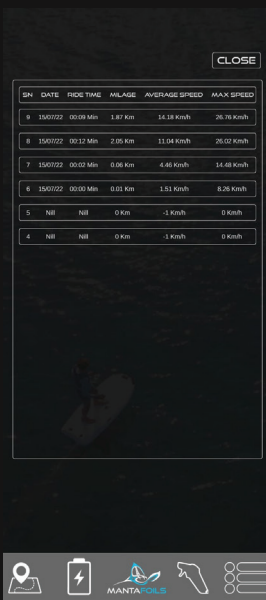 CLOSE
SN DATE RIDE TIME MILAGE AVERAGE SPEED MAX SPEED
9 15/07/22 00:09 Min 1.87 Km 14.18 Km/h 26.76 Km/h
8 15/07/22 00:12 Min 2.05 Km 11.04 Km/h 26.02 Km/h
7 15/07/22 00:02 Min 0.06 Km 4.46 Km/h 14.48 Km/h
6 15/07/22 00:00 Min 0.01 Km 1.51 Km/h 8.26 Km/h
5 Nill Nill 0 Km -1 Km/h 0 Km/h
4 Nill Nill 0 Km -1 Km/h 0 Km/h
MANTAFOILS